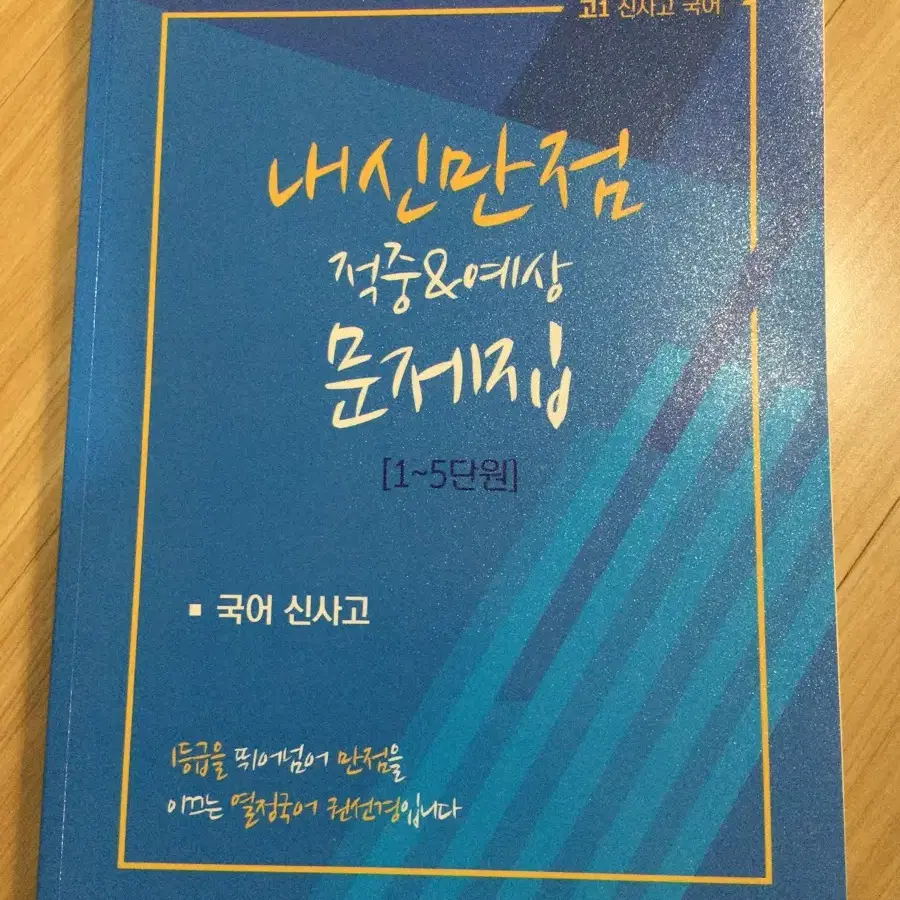 고1 신사고 국어
내신만점
적중&예상
문제집
[1~5단원]
▪ 국어 신사고
1등급을 뛰어넘어 만점을
이끄는 열정국어 권선경입니다